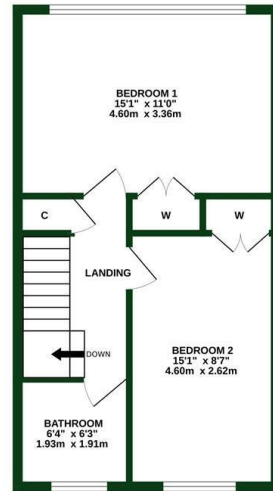 BEDROOM 1
15'1" x 11'0"
4.60m x 3.36m
C
W
W
LANDING
DOWN
BEDROOM 2
15'1" x 8'7"
4.60m x 2.62m
BATHROOM
6'4" x 6'3"
1.93m x 1.91m